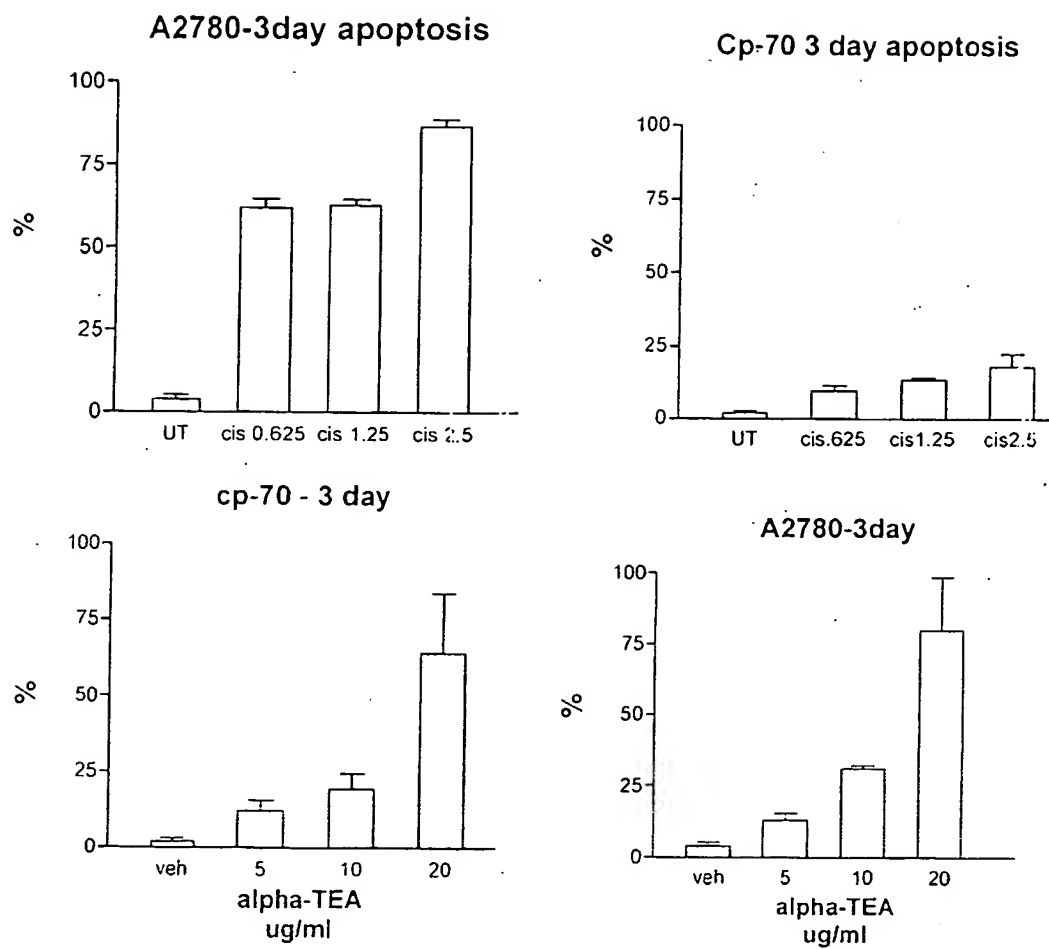 A2780-3day apoptosis
100
75
50
25
0
%
UT cis 0.625 cis 1.25 cis 2.5
Cp-70 3 day apoptosis
100
75
50
25
0
%
UT cis.625 cis1.25 cis2.5
cp-70 - 3 day
100
75
50
25
0
%
veh 5 10 20
alpha-TEA
ug/ml
A2780-3day
100
75
50
25
0
%
veh 5 10 20
alpha-TEA
ug/ml